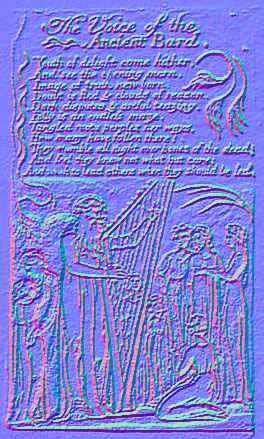 The Voice of the
Ancient Bard.
Youth of delight come hither,
And see the opening morn,
Image of truth new born.
Doubt is fled & clouds of reason
Dark disputes & artful teazing.
Folly is an endless maze,
Tangled roots perplex her ways,
How many have fallen there!
They stumble all night over bones of the dead;
And feel they know not what but care;
And wish to lead others when they should be led.